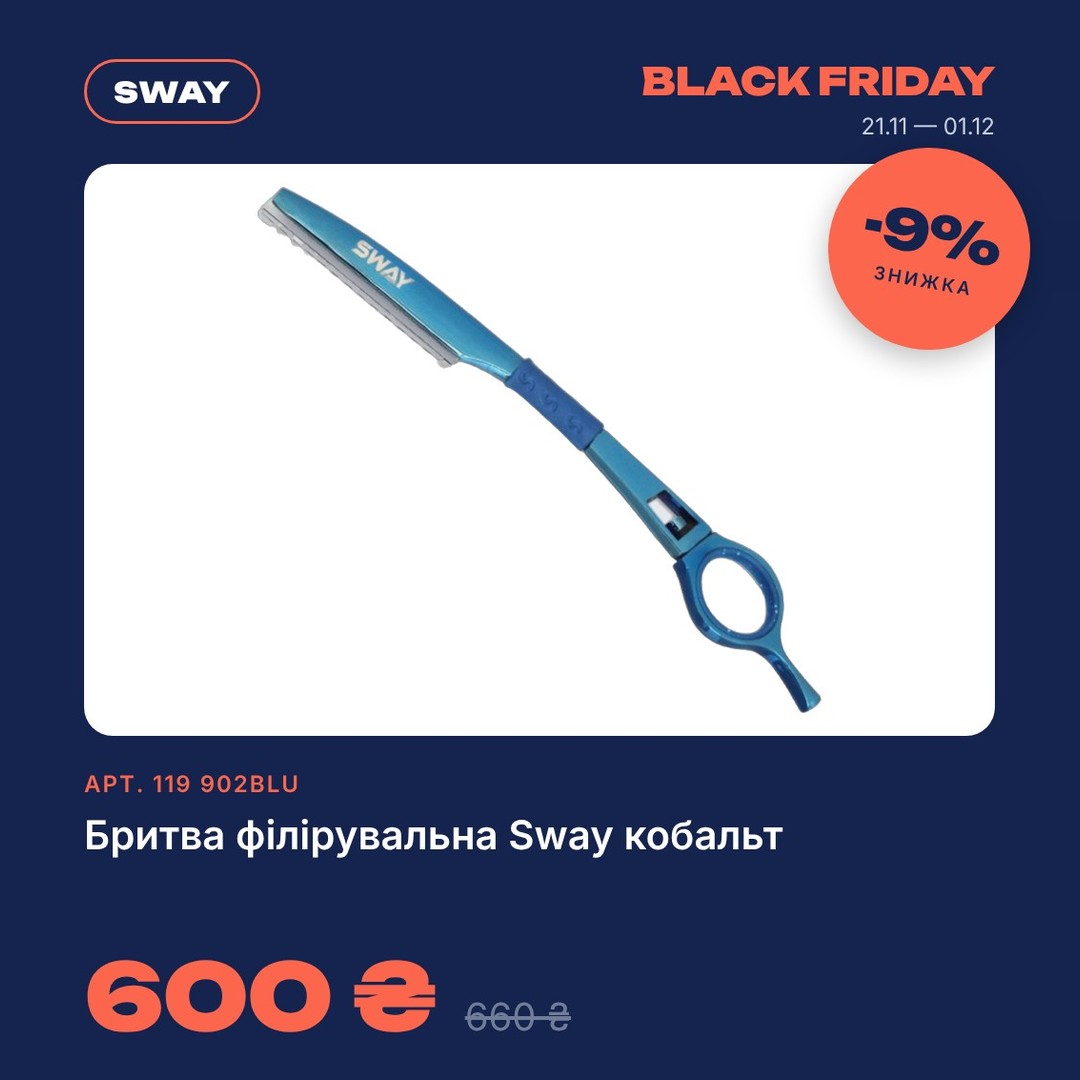 SWAY
BLACK FRIDAY
21.11 — 01.12
-9%
ЗНИЖКА
SWAY
АРТ. 119 902BLU
Бритва філірувальна Sway кобальт
600 ₴
660 ₴